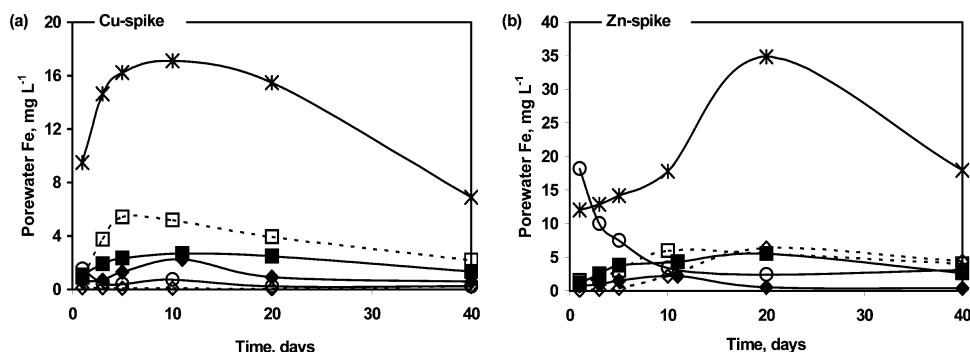 (a) Cu-spike
Porewater Fe, mg L⁻¹
20
16
12
8
4
0
0 10 20 30 40
Time, days
(b) Zn-spike
Porewater Fe, mg L⁻¹
40
35
30
25
20
15
10
5
0
0 10 20 30 40
Time, days